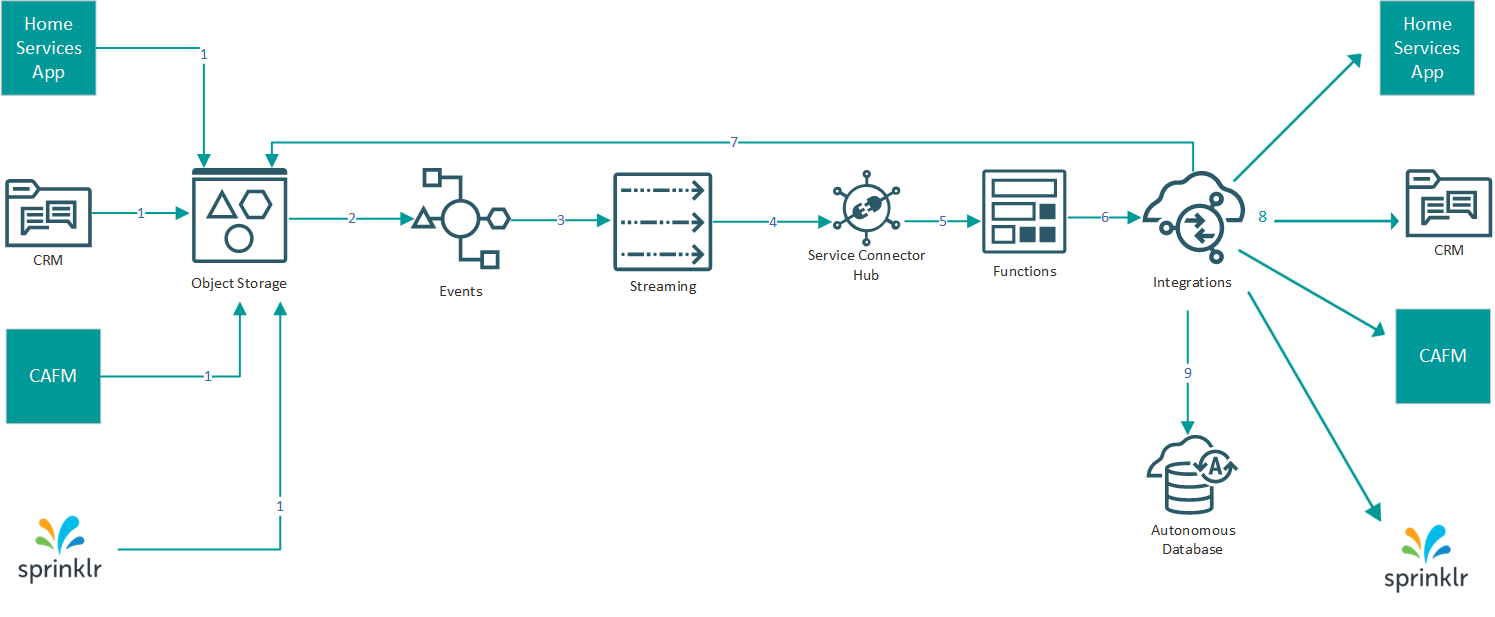 Home
Services
App
1
7
Home
Services
App
CRM
1
Object Storage
2
Events
3
Streaming
4
Service Connector
Hub
5
Functions
6
Integrations
8
CRM
CAFM
1
1
sprinklr
9
A
Autonomous
Database
CAFM
sprinklr